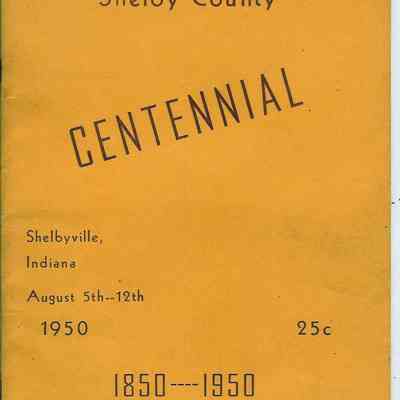 Shelby County
CENTENNIAL
Shelbyville,
Indiana
August 5th--12th
1950 25c
1850----1950